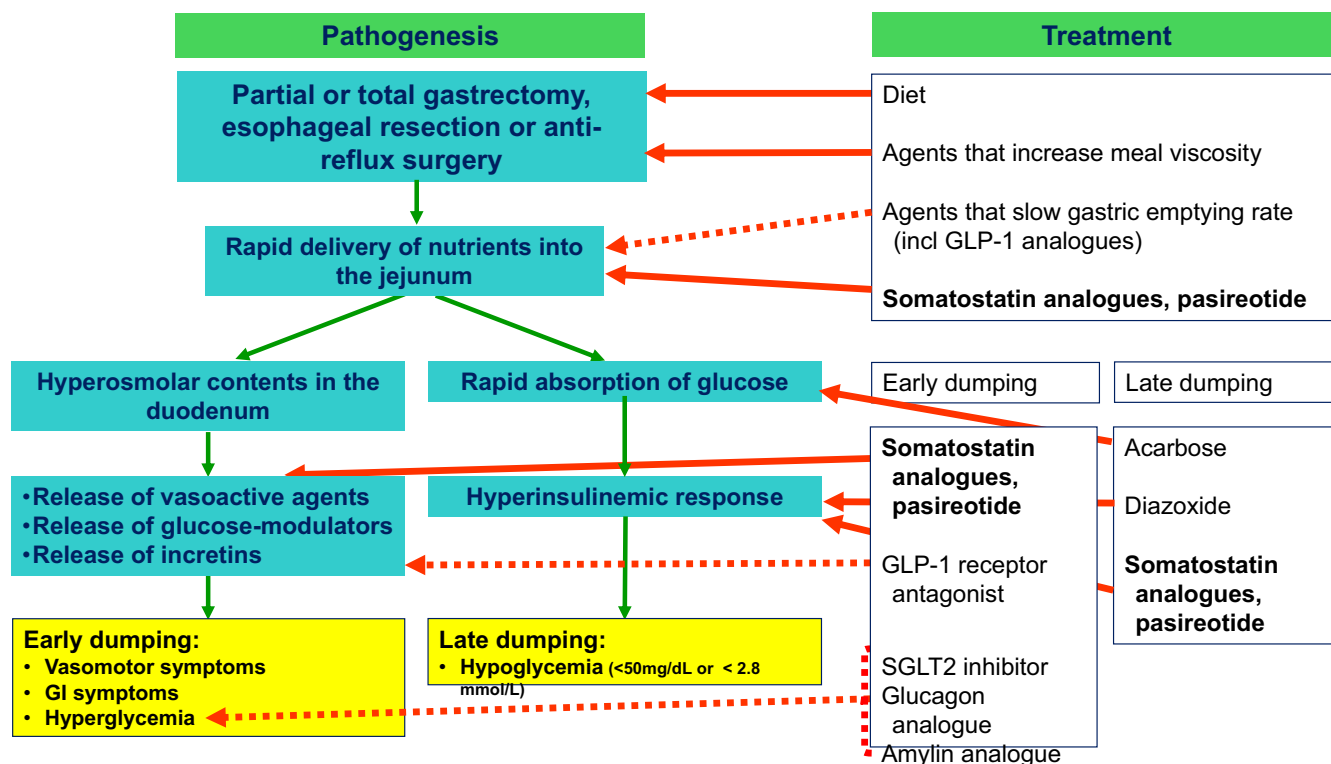 Pathogenesis
Partial or total gastrectomy,
esophageal resection or anti-
reflux surgery
Rapid delivery of nutrients into
the jejunum
Hyperosmolar contents in the
duodenum
Rapid absorption of glucose
•Release of vasoactive agents
•Release of glucose-modulators
•Release of incretins
Hyperinsulinemic response
Early dumping:
• Vasomotor symptoms
• GI symptoms
• Hyperglycemia
Late dumping:
• Hypoglycemia (<50mg/dL or < 2.8
mmol/L)
Treatment
Diet
Agents that increase meal viscosity
Agents that slow gastric emptying rate
(incl GLP-1 analogues)
Somatostatin analogues, pasireotide
Early dumping
Somatostatin
analogues,
pasireotide
GLP-1 receptor
antagonist
SGLT2 inhibitor
Glucagon
analogue
Amylin analogue
Late dumping
Acarbose
Diazoxide
Somatostatin
analogues,
pasireotide